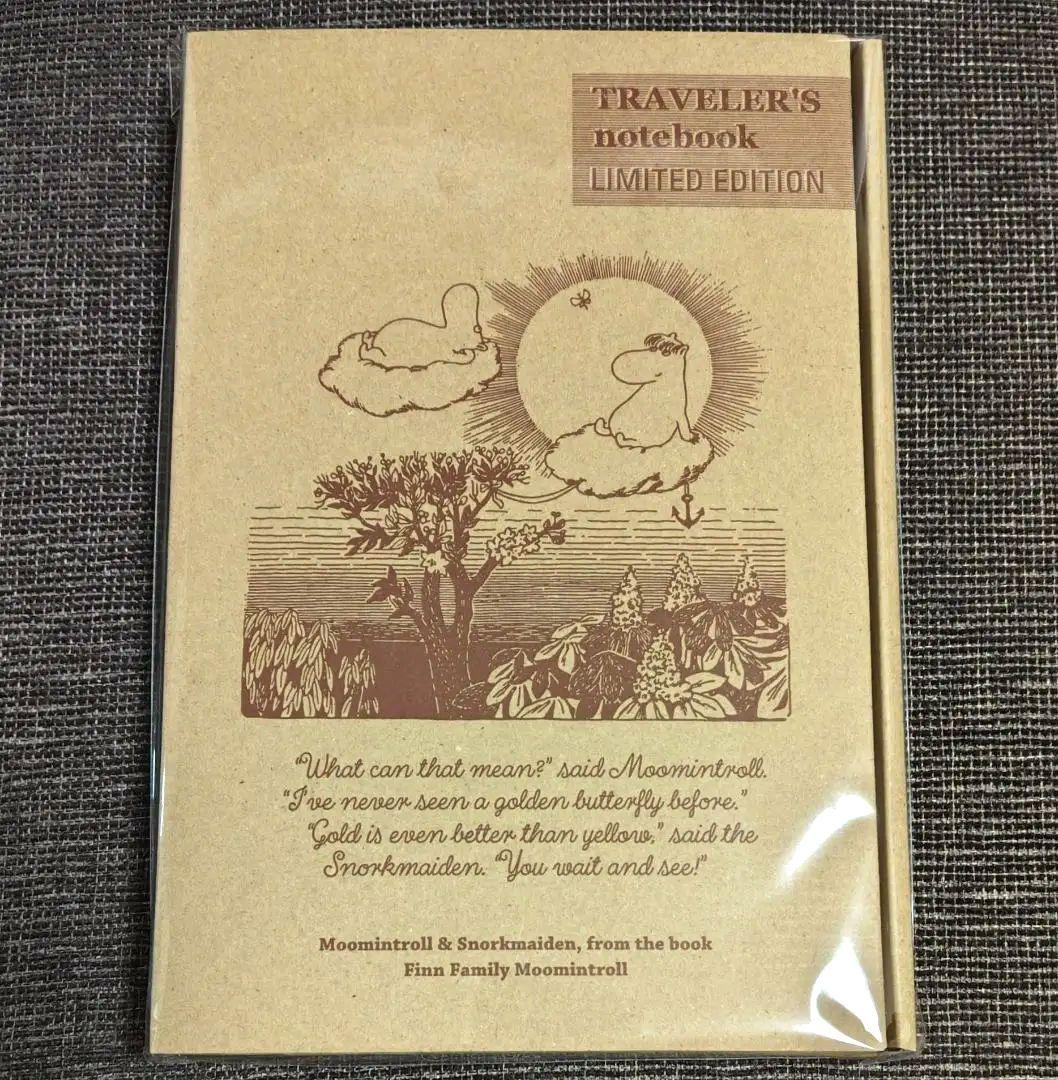 TRAVELER'S
notebook
LIMITED EDITION
"What can that mean?" said Moomintroll.
"I've never seen a golden butterfly before."
"Gold is even better than yellow," said the
Snorkmaiden. "You wait and see!"
Moomintroll & Snorkmaiden, from the book
Finn Family Moomintroll